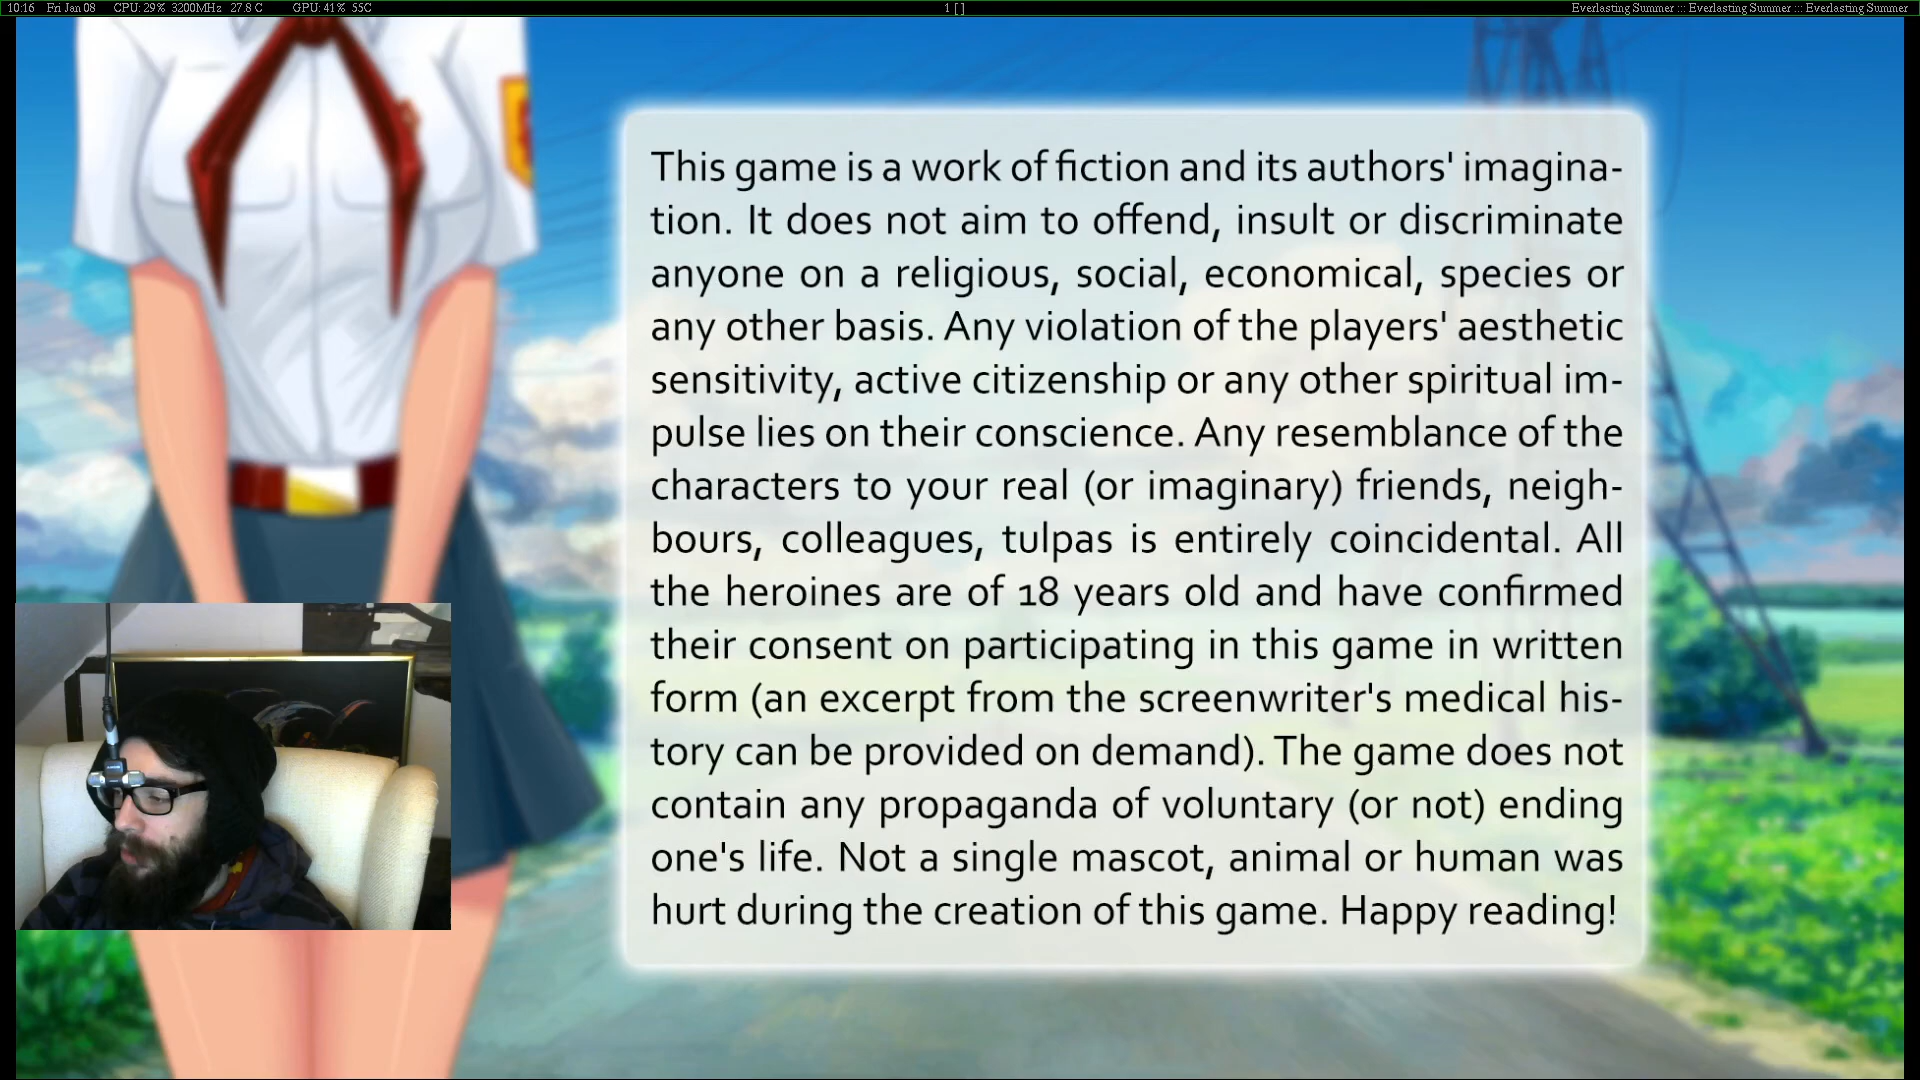 10:16 Fri Jan 08 CPU: 29% 3200MHz 27.8 C GPU: 41% 55C 1 [ ] Everlasting Summer ::: Everlasting Summer ::: Everlasting Summer
This game is a work of fiction and its authors' imagina-
tion. It does not aim to offend, insult or discriminate
anyone on a religious, social, economical, species or
any other basis. Any violation of the players' aesthetic
sensitivity, active citizenship or any other spiritual im-
pulse lies on their conscience. Any resemblance of the
characters to your real (or imaginary) friends, neigh-
bours, colleagues, tulpas is entirely coincidental. All
the heroines are of 18 years old and have confirmed
their consent on participating in this game in written
form (an excerpt from the screenwriter's medical his-
tory can be provided on demand). The game does not
contain any propaganda of voluntary (or not) ending
one's life. Not a single mascot, animal or human was
hurt during the creation of this game. Happy reading!